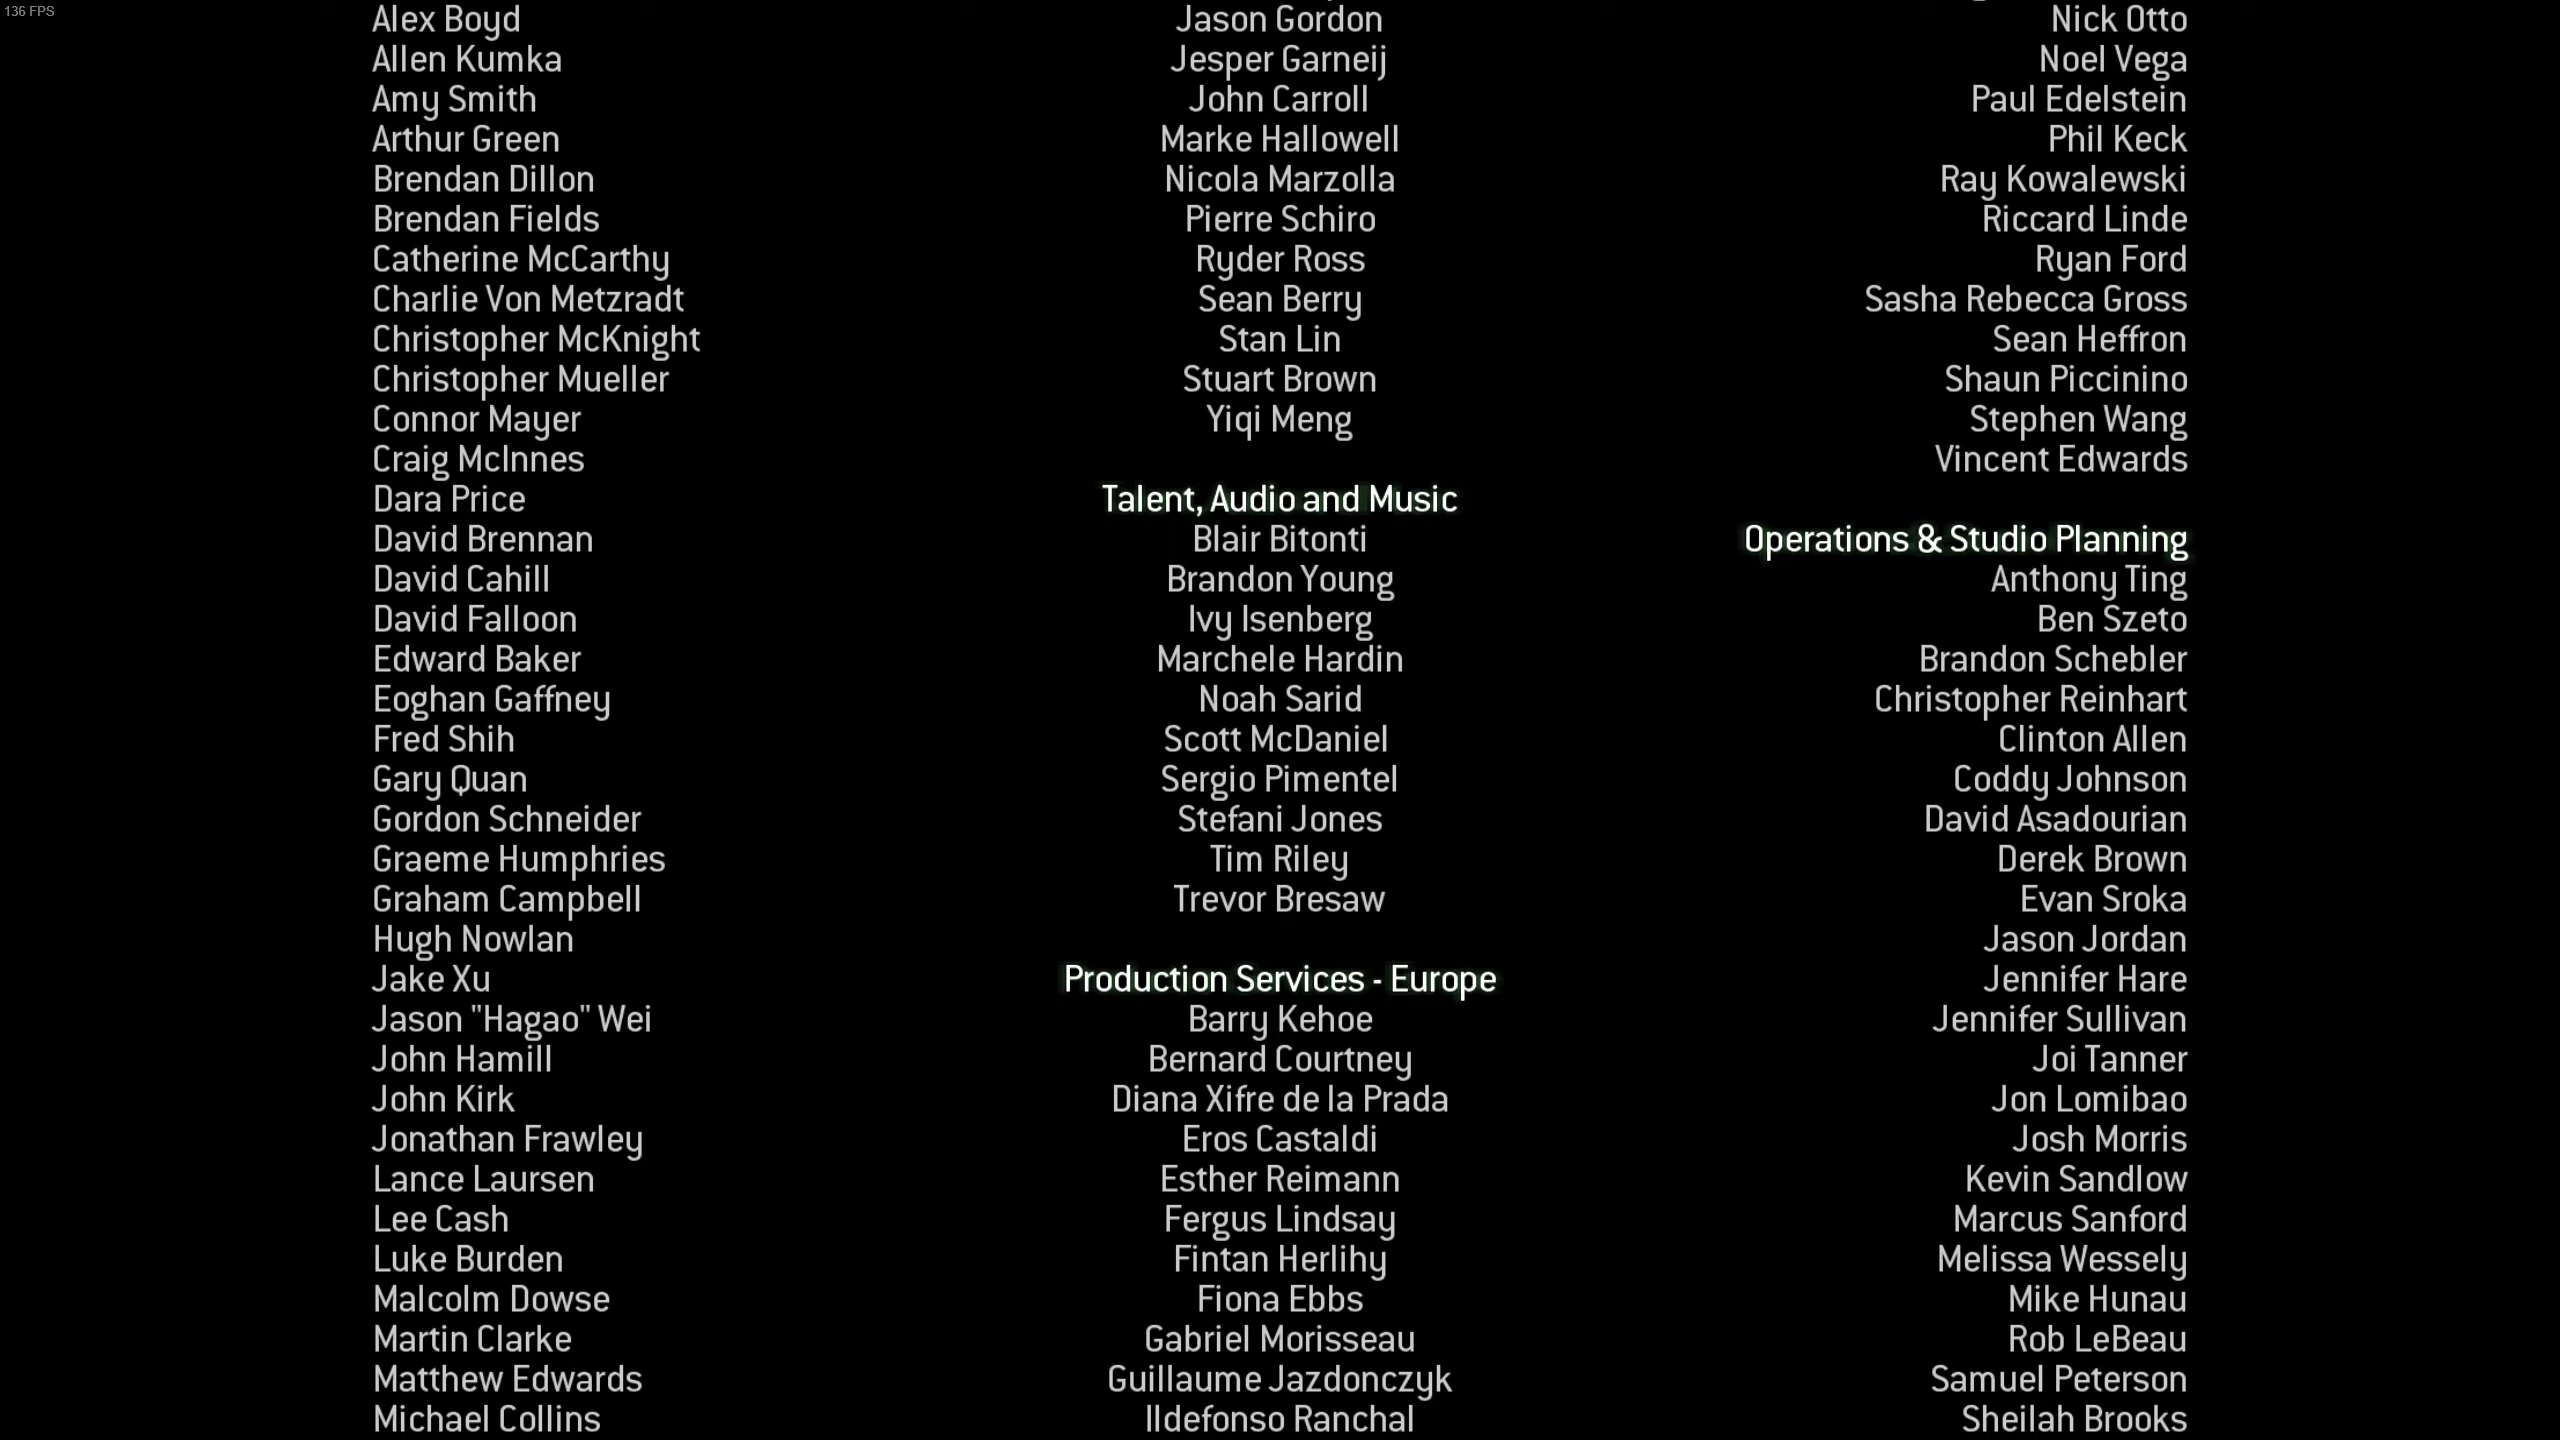 136 FPS
Alex Boyd
Allen Kumka
Amy Smith
Arthur Green
Brendan Dillon
Brendan Fields
Catherine McCarthy
Charlie Von Metzradt
Christopher McKnight
Christopher Mueller
Connor Mayer
Craig McInnes
Dara Price
David Brennan
David Cahill
David Falloon
Edward Baker
Eoghan Gaffney
Fred Shih
Gary Quan
Gordon Schneider
Graeme Humphries
Graham Campbell
Hugh Nowlan
Jake Xu
Jason "Hagao" Wei
John Hamill
John Kirk
Jonathan Frawley
Lance Laursen
Lee Cash
Luke Burden
Malcolm Dowse
Martin Clarke
Matthew Edwards
Michael Collins
Jason Gordon
Jesper Garneij
John Carroll
Marke Hallowell
Nicola Marzolla
Pierre Schiro
Ryder Ross
Sean Berry
Stan Lin
Stuart Brown
Yiqi Meng
Talent, Audio and Music
Blair Bitonti
Brandon Young
Ivy Isenberg
Marchele Hardin
Noah Sarid
Scott McDaniel
Sergio Pimentel
Stefani Jones
Tim Riley
Trevor Bresaw
Production Services - Europe
Barry Kehoe
Bernard Courtney
Diana Xifre de la Prada
Eros Castaldi
Esther Reimann
Fergus Lindsay
Fintan Herlihy
Fiona Ebbs
Gabriel Morisseau
Guillaume Jazdonczyk
Ildefonso Ranchal
Nick Otto
Noel Vega
Paul Edelstein
Phil Keck
Ray Kowalewski
Riccard Linde
Ryan Ford
Sasha Rebecca Gross
Sean Heffron
Shaun Piccinino
Stephen Wang
Vincent Edwards
Operations & Studio Planning
Anthony Ting
Ben Szeto
Brandon Schebler
Christopher Reinhart
Clinton Allen
Coddy Johnson
David Asadourian
Derek Brown
Evan Sroka
Jason Jordan
Jennifer Hare
Jennifer Sullivan
Joi Tanner
Jon Lomibao
Josh Morris
Kevin Sandlow
Marcus Sanford
Melissa Wessely
Mike Hunau
Rob LeBeau
Samuel Peterson
Sheilah Brooks